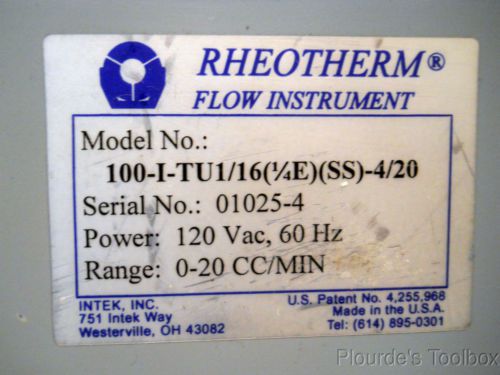 RHEOTHERM®
FLOW INSTRUMENT
Model No.:
100-I-TU1/16(¼E)(SS)-4/20
Serial No.: 01025-4
Power: 120 Vac, 60 Hz
Range: 0-20 CC/MIN
INTEK, INC.
751 Intek Way
Westerville, OH 43082
U.S. Patent No. 4,255,968
Made in the U.S.A.
Tel: (614) 895-0301
Plourde's Toolbox